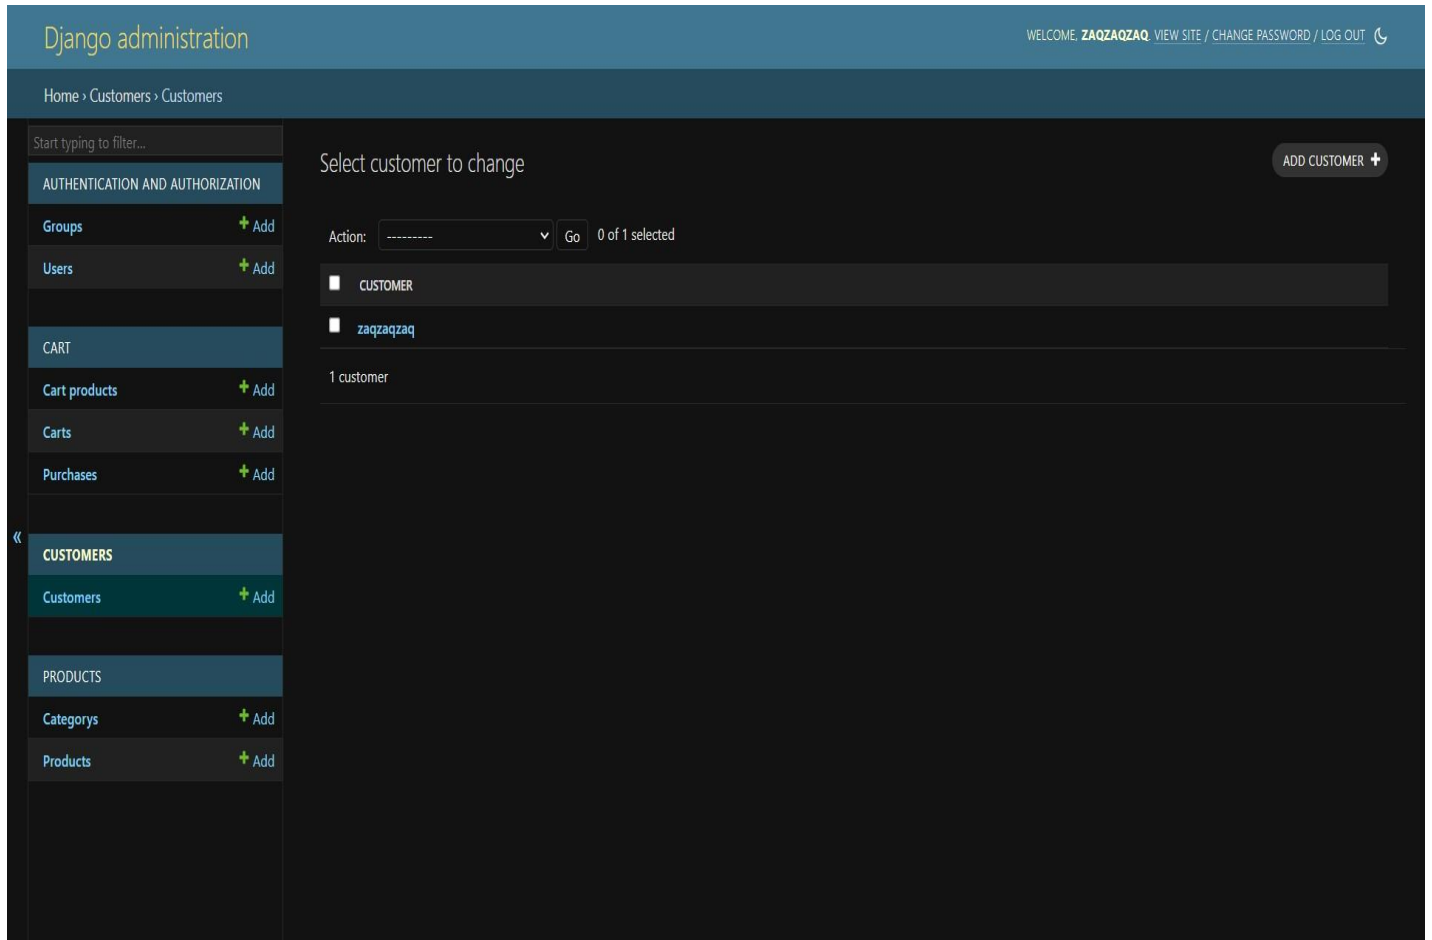 Django administration
WELCOME, ZAQZAQZAQ. VIEW SITE / CHANGE PASSWORD / LOG OUT
Home › Customers › Customers
Start typing to filter...
AUTHENTICATION AND AUTHORIZATION
Groups + Add
Users + Add
CART
Cart products + Add
Carts + Add
Purchases + Add
«
CUSTOMERS
Customers + Add
PRODUCTS
Categorys + Add
Products + Add
Select customer to change
ADD CUSTOMER +
Action: --------- Go 0 of 1 selected
CUSTOMER
zaqzaqzaq
1 customer